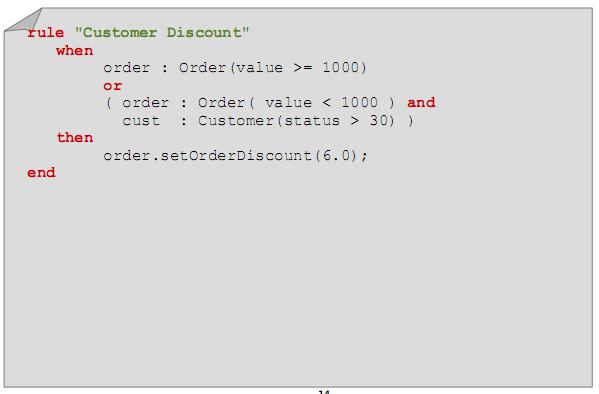 rule "Customer Discount"
when
order : Order(value >= 1000)
or
( order : Order( value < 1000 ) and
cust : Customer(status > 30) )
then
order.setOrderDiscount(6.0);
end
14